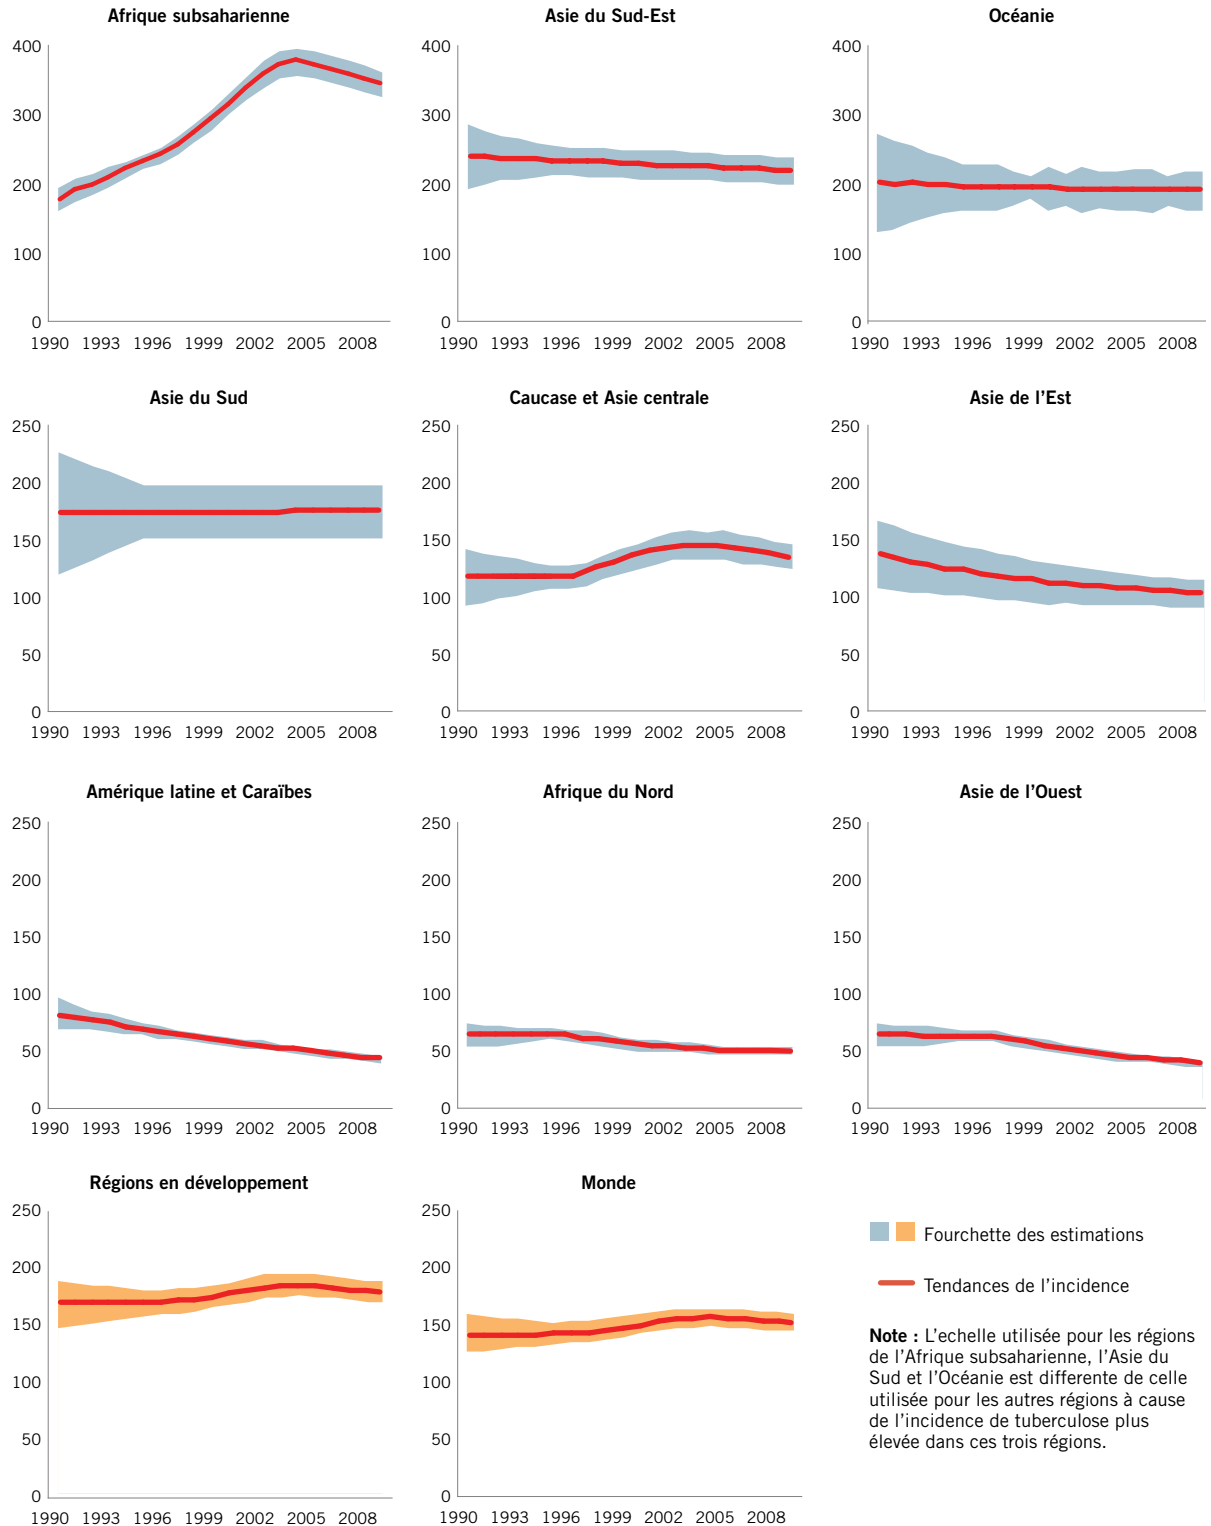 Afrique subsaharienne
400
300
200
100
0
1990 1993 1996 1999 2002 2005 2008
Asie du Sud-Est
400
300
200
100
0
1990 1993 1996 1999 2002 2005 2008
Océanie
400
300
200
100
0
1990 1993 1996 1999 2002 2005 2008
Asie du Sud
250
200
150
100
50
0
1990 1993 1996 1999 2002 2005 2008
Caucase et Asie centrale
250
200
150
100
50
0
1990 1993 1996 1999 2002 2005 2008
Asie de l’Est
250
200
150
100
50
0
1990 1993 1996 1999 2002 2005 2008
Amérique latine et Caraïbes
250
200
150
100
50
0
1990 1993 1996 1999 2002 2005 2008
Afrique du Nord
250
200
150
100
50
0
1990 1993 1996 1999 2002 2005 2008
Asie de l’Ouest
250
200
150
100
50
0
1990 1993 1996 1999 2002 2005 2008
Régions en développement
250
200
150
100
50
0
1990 1993 1996 1999 2002 2005 2008
Monde
250
200
150
100
50
0
1990 1993 1996 1999 2002 2005 2008
Fourchette des estimations
Tendances de l’incidence
Note : L’echelle utilisée pour les régions
de l’Afrique subsaharienne, l’Asie du
Sud et l’Océanie est differente de celle
utilisée pour les autres régions à cause
de l’incidence de tuberculose plus
élevée dans ces trois régions.